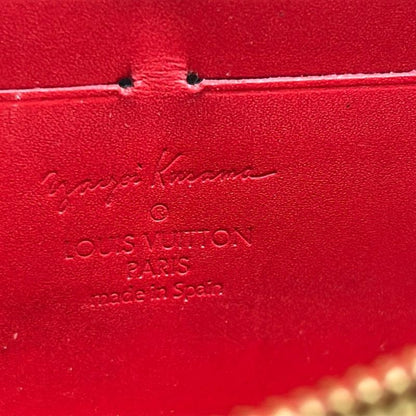 Yayoi Kusama
®
LOUIS VUITTON
PARIS
made in Spain